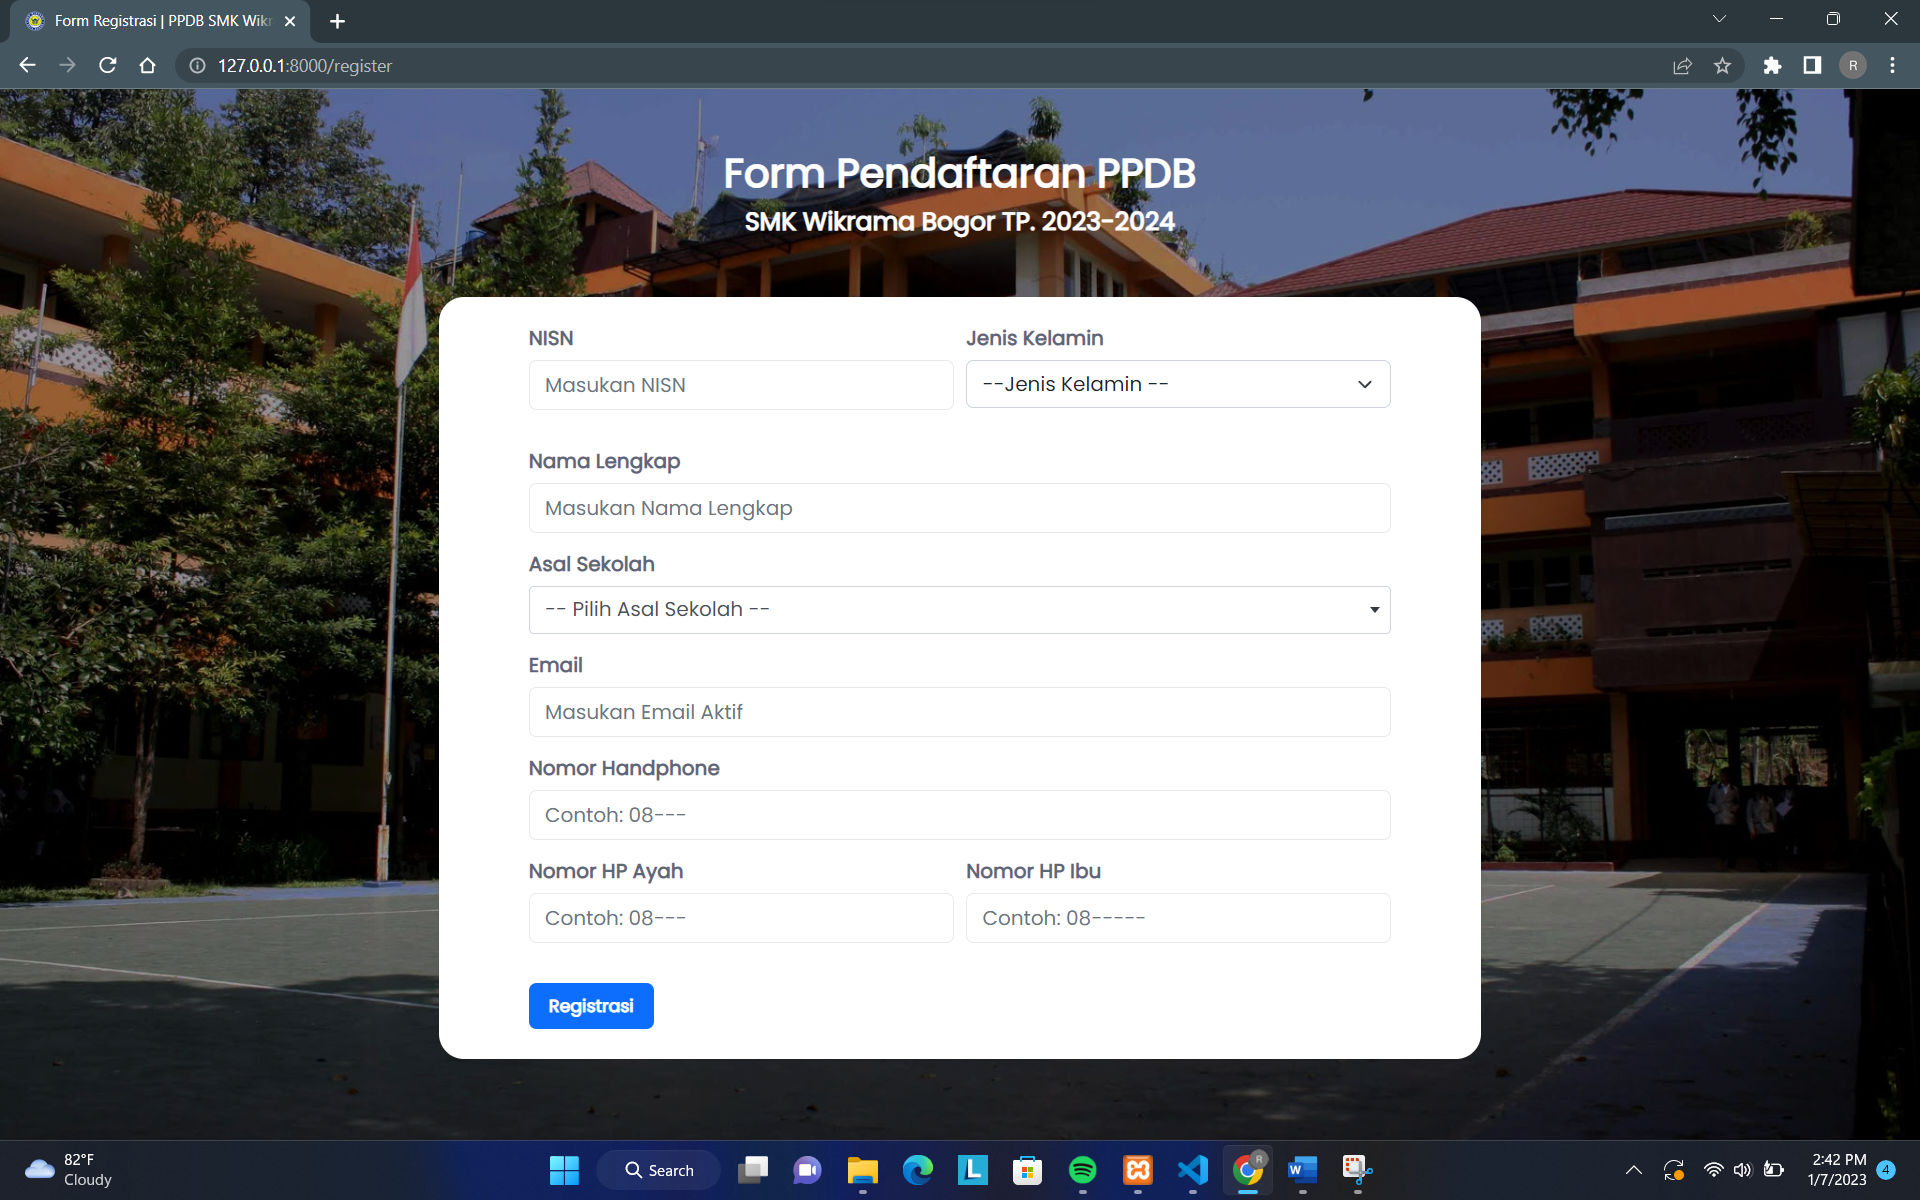 Form Registrasi | PPDB SMK Wikr
127.0.0.1:8000/register
R
Form Pendaftaran PPDB
SMK Wikrama Bogor TP. 2023-2024
NISN
Jenis Kelamin
Masukan NISN
--Jenis Kelamin --
Nama Lengkap
Masukan Nama Lengkap
Asal Sekolah
-- Pilih Asal Sekolah --
Email
Masukan Email Aktif
Nomor Handphone
Contoh: 08---
Nomor HP Ayah
Nomor HP Ibu
Contoh: 08---
Contoh: 08-----
Registrasi
82°F
Cloudy
Search
L
R
W
2:42 PM
1/7/2023
4